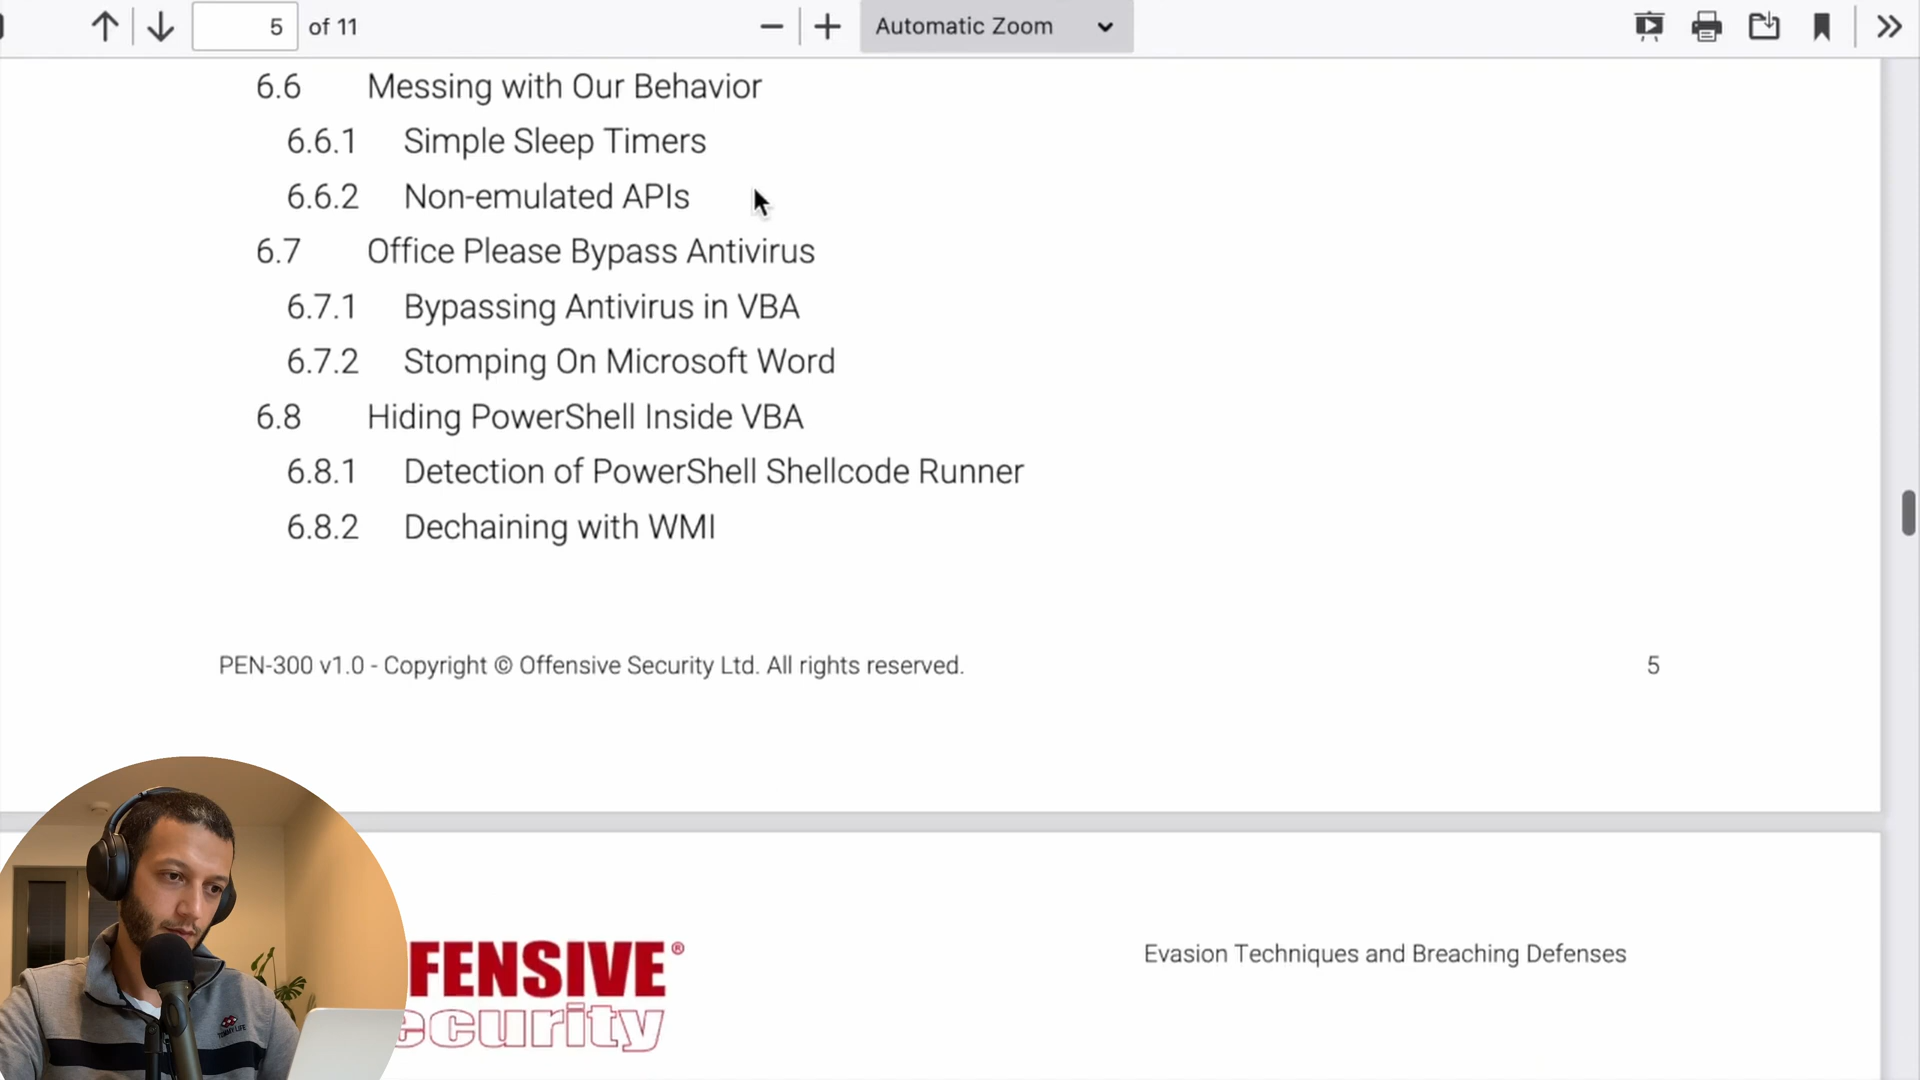 5 of 11
Automatic Zoom
6.6 Messing with Our Behavior
6.6.1 Simple Sleep Timers
6.6.2 Non-emulated APIs
6.7 Office Please Bypass Antivirus
6.7.1 Bypassing Antivirus in VBA
6.7.2 Stomping On Microsoft Word
6.8 Hiding PowerShell Inside VBA
6.8.1 Detection of PowerShell Shellcode Runner
6.8.2 Dechaining with WMI
PEN-300 v1.0 - Copyright © Offensive Security Ltd. All rights reserved. 5
FENSIVE®
ecurity
Evasion Techniques and Breaching Defenses